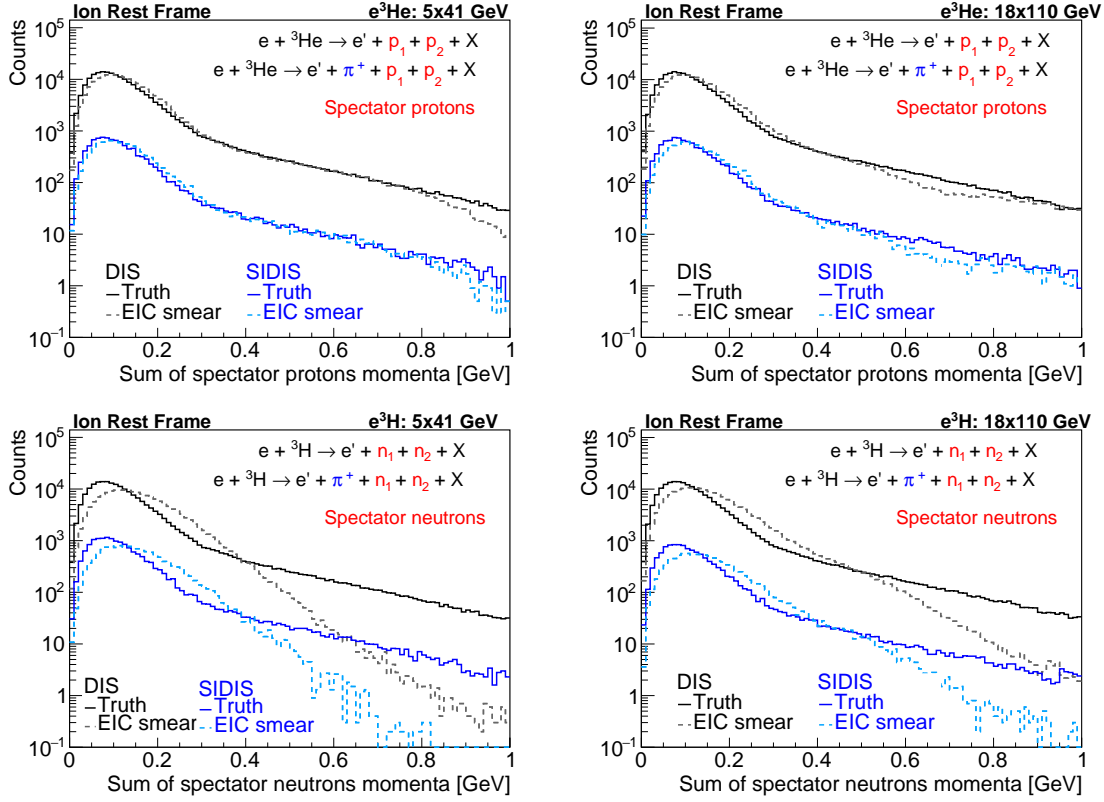 Ion Rest Frame e³He: 5x41 GeV
Counts
e + ³He → e' + p₁ + p₂ + X
e + ³He → e' + π⁺ + p₁ + p₂ + X
Spectator protons
10⁵
10⁴
10³
10²
10
1
10⁻¹
DIS SIDIS
Truth Truth
EIC smear EIC smear
0 0.2 0.4 0.6 0.8 1
Sum of spectator protons momenta [GeV]
Ion Rest Frame e³He: 18x110 GeV
Counts
e + ³He → e' + p₁ + p₂ + X
e + ³He → e' + π⁺ + p₁ + p₂ + X
Spectator protons
10⁵
10⁴
10³
10²
10
1
10⁻¹
DIS SIDIS
Truth Truth
EIC smear EIC smear
0 0.2 0.4 0.6 0.8 1
Sum of spectator protons momenta [GeV]
Ion Rest Frame e³H: 5x41 GeV
Counts
e + ³H → e' + n₁ + n₂ + X
e + ³H → e' + π⁺ + n₁ + n₂ + X
Spectator neutrons
10⁵
10⁴
10³
10²
10
1
10⁻¹
DIS SIDIS
Truth Truth
EIC smear EIC smear
0 0.2 0.4 0.6 0.8 1
Sum of spectator neutrons momenta [GeV]
Ion Rest Frame e³H: 18x110 GeV
Counts
e + ³H → e' + n₁ + n₂ + X
e + ³H → e' + π⁺ + n₁ + n₂ + X
Spectator neutrons
10⁵
10⁴
10³
10²
10
1
10⁻¹
DIS SIDIS
Truth Truth
EIC smear EIC smear
0 0.2 0.4 0.6 0.8 1
Sum of spectator neutrons momenta [GeV]